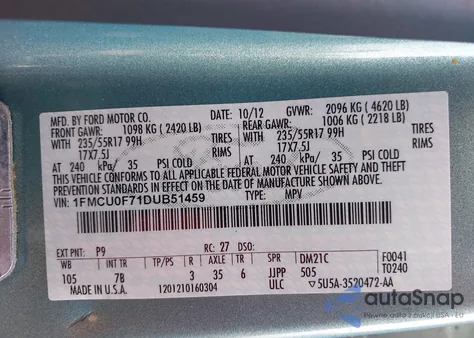 MFD. BY FORD MOTOR CO. 10/12 GVWR: 2096 KG (4620 LB)
FRONT GAWR: 1098 KG (2420 LB) REAR GAWR: 1006 KG (2218 LB)
WITH 235/55R17 99H TIRES WITH 235/55R17 99H TIRES
17X7.5J RIMS 17X7.5J RIMS
AT 240 kPa/ 35 PSI COLD AT 240 kPa/ 35 PSI COLD
THIS VEHICLE CONFORMS TO ALL APPLICABLE FEDERAL MOTOR VEHICLE SAFETY, BUMPER, AND THEFT
PREVENTION STANDARDS IN EFFECT ON THE DATE OF MANUFACTURE SHOWN ABOVE.
VIN: 1FMCU0F71DUB51459 TYPE: MPV
EXT PNT: P9 RC: 27 DSO: F0041
WB TP/PS R AXLE TR SPR DM21C T0240
105 7B 3 35 6 JJPP 505
MADE IN U.S.A. 1201210160304 ULC 5U5A-3520472-AA
autoSnap
Pewne auto z USA - EU